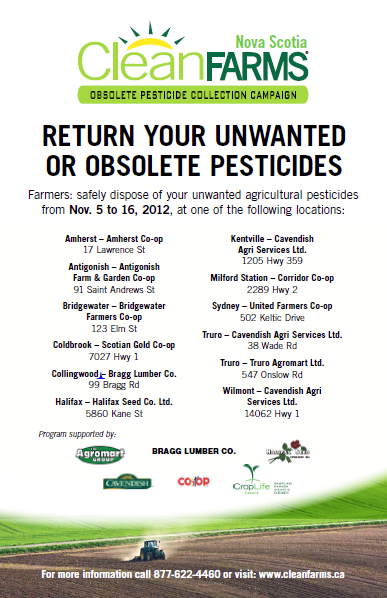 Nova Scotia
CleanFARMS
OBSOLETE PESTICIDE COLLECTION CAMPAIGN
RETURN YOUR UNWANTED
OR OBSOLETE PESTICIDES
Farmers: safely dispose of your unwanted agricultural pesticides
from Nov. 5 to 16, 2012, at one of the following locations:
Amherst – Amherst Co-op
17 Lawrence St
Antigonish – Antigonish
Farm & Garden Co-op
91 Saint Andrews St
Bridgewater – Bridgewater
Farmers Co-op
123 Elm St
Coldbrook – Scotian Gold Co-op
7027 Hwy 1
Collingwood – Bragg Lumber Co.
99 Bragg Rd
Halifax – Halifax Seed Co. Ltd.
5860 Kane St
Kentville – Cavendish
Agri Services Ltd.
1205 Hwy 359
Milford Station – Corridor Co-op
2289 Hwy 2
Sydney – United Farmers Co-op
502 Keltic Drive
Truro – Cavendish Agri Services Ltd.
38 Wade Rd
Truro – Truro Agromart Ltd.
547 Onslow Rd
Wilmont – Cavendish Agri
Services Ltd.
14062 Hwy 1
Program supported by:
Agromart
GROUP
BRAGG LUMBER CO.
Halifax Seed
CAVENDISH
CO-OP
CropLife
CANADA
For more information call 877-622-4460 or visit: www.cleanfarms.ca